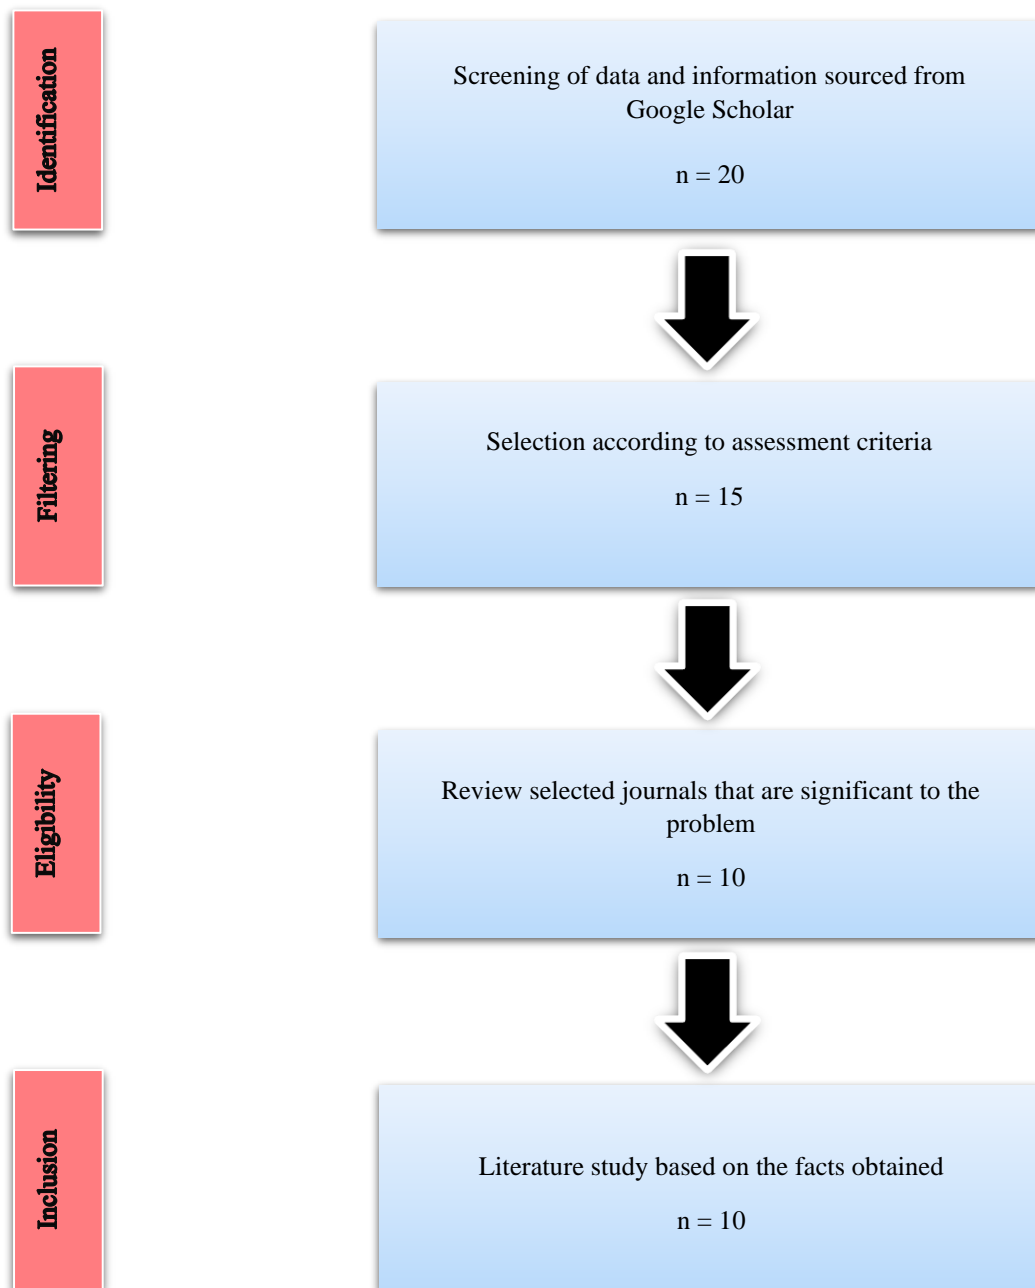 Identification
Screening of data and information sourced from
Google Scholar
n = 20
Filtering
Selection according to assessment criteria
n = 15
Eligibility
Review selected journals that are significant to the
problem
n = 10
Inclusion
Literature study based on the facts obtained
n = 10